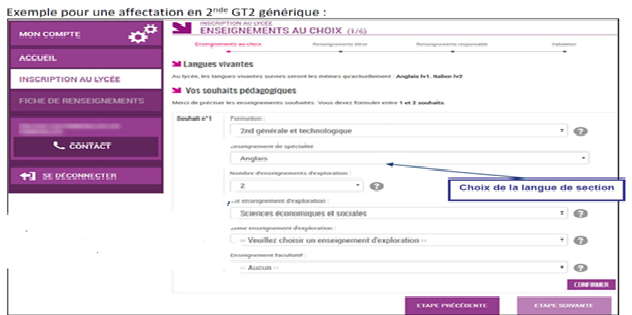 Exemple pour une affectation en 2nde GT2 générique :
MON COMPTE
ACCUEIL
INSCRIPTION AU LYCÉE
FICHE DE RENSEIGNEMENTS
CONTACT
SE DÉCONNECTER
INSCRIPTION AU LYCÉE
ENSEIGNEMENTS AU CHOIX (1/6)
Enseignements au choix
Renseignements élève
Renseignements responsable
Validation
Langues vivantes
Au lycée, les langues vivantes suivies seront les mêmes qu'actuellement : Anglais lv1, Italien lv2
Vos souhaits pédagogiques
Merci de préciser les enseignements souhaités. Vous devez formuler entre 1 et 2 souhaits.
Souhait n°1
Formation :
2nd générale et technologique
Enseignement de spécialité
Anglais
Choix de la langue de section
Nombre d'enseignements d'exploration :
2
enseignement d'exploration :
Sciences économiques et sociales
2ème enseignement d'exploration :
-- Veuillez choisir un enseignement d'exploration --
Enseignement facultatif :
-- Aucun --
CONFIRMER
ETAPE PRÉCÉDENTE
ETAPE SUIVANTE